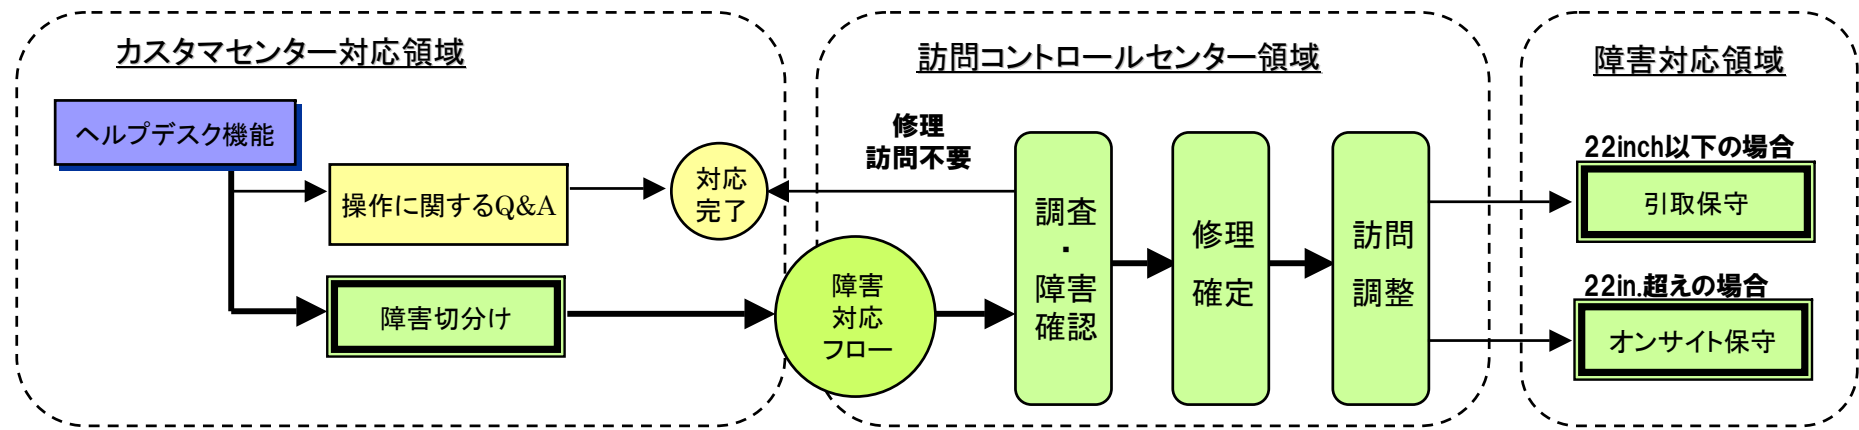 カスタマセンター対応領域
ヘルプデスク機能
操作に関するQ&A
対応
完了
障害切分け
訪問コントロールセンター領域
修理
訪問不要
障害
対応
フロー
調査
・
障害
確認
修理
確定
訪問
調整
障害対応領域
22inch以下の場合
引取保守
22in.超えの場合
オンサイト保守